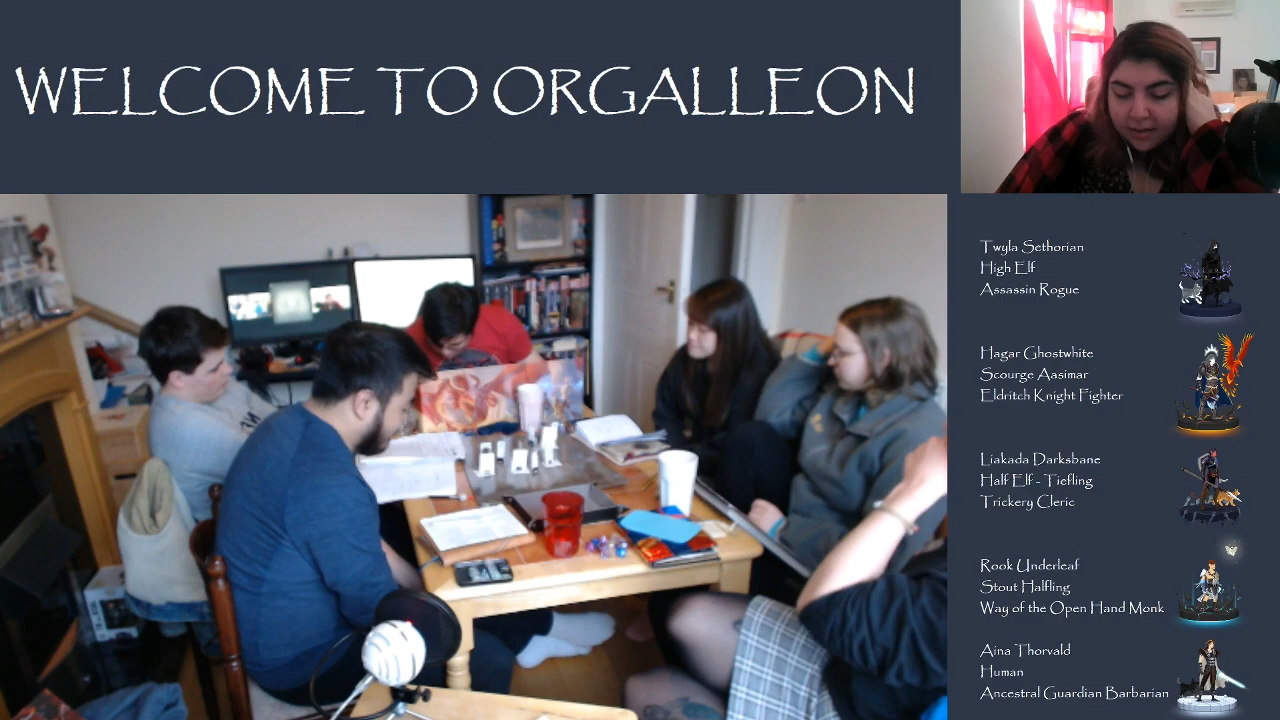 WELCOME TO ORGALLEON
Twyla Sethorian
High Elf
Assassin Rogue
Hagar Ghostwhite
Scourge Aasimar
Eldritch Knight Fighter
Liakada Darksbane
Half Elf - Tiefling
Trickery Cleric
Rook Underleaf
Stout Halfling
Way of the Open Hand Monk
Aina Thorvald
Human
Ancestral Guardian Barbarian